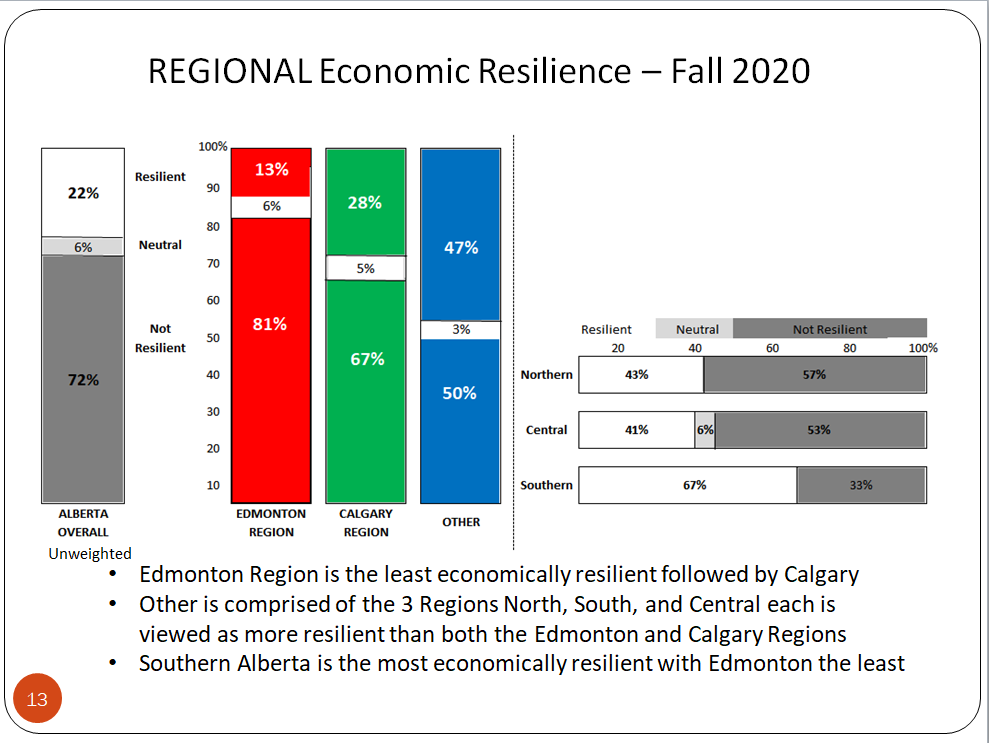 REGIONAL Economic Resilience – Fall 2020
22%
6%
72%
ALBERTA
OVERALL
Unweighted
Resilient
Neutral
Not
Resilient
100%
90
80
70
60
50
40
30
20
10
13%
6%
81%
EDMONTON
REGION
28%
5%
67%
CALGARY
REGION
47%
3%
50%
OTHER
Resilient Neutral Not Resilient
20 40 60 80 100%
Northern 43% 57%
Central 41% 6% 53%
Southern 67% 33%
• Edmonton Region is the least economically resilient followed by Calgary
• Other is comprised of the 3 Regions North, South, and Central each is
viewed as more resilient than both the Edmonton and Calgary Regions
• Southern Alberta is the most economically resilient with Edmonton the least
13